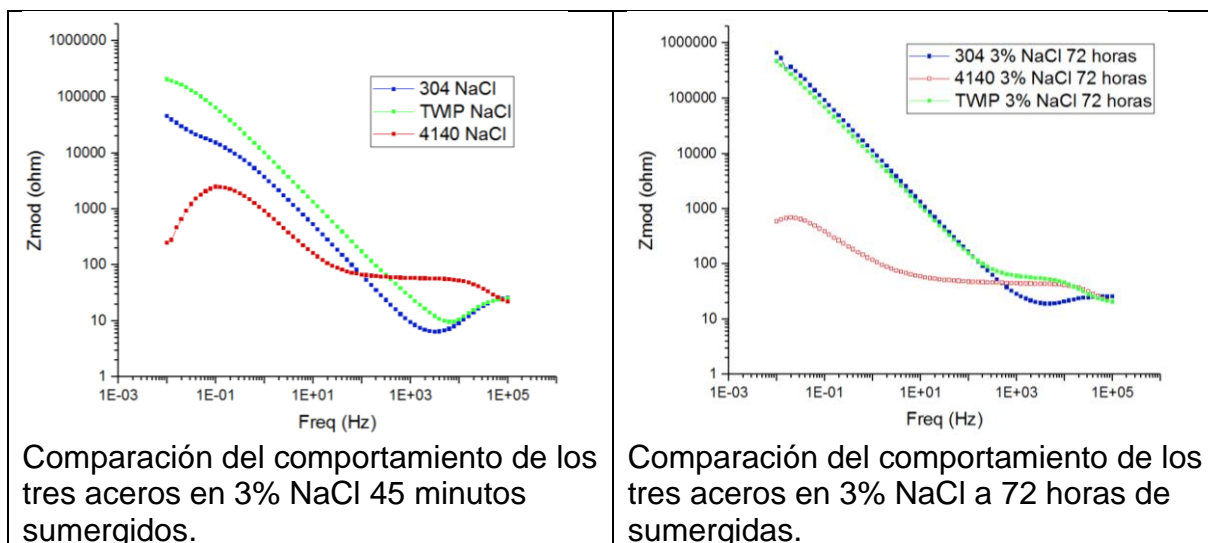 1000000
100000
10000
1000
100
10
1
Zmod (ohm)
304 NaCl
TWIP NaCl
4140 NaCl
1E-03 1E-01 1E+01 1E+03 1E+05
Freq (Hz)
Comparación del comportamiento de los
tres aceros en 3% NaCl 45 minutos
sumergidos.
1000000
100000
10000
1000
100
10
1
Zmod (ohm)
304 3% NaCl 72 horas
4140 3% NaCl 72 horas
TWIP 3% NaCl 72 horas
1E-03 1E-01 1E+01 1E+03 1E+05
Freq (Hz)
Comparación del comportamiento de los
tres aceros en 3% NaCl a 72 horas de
sumergidas.